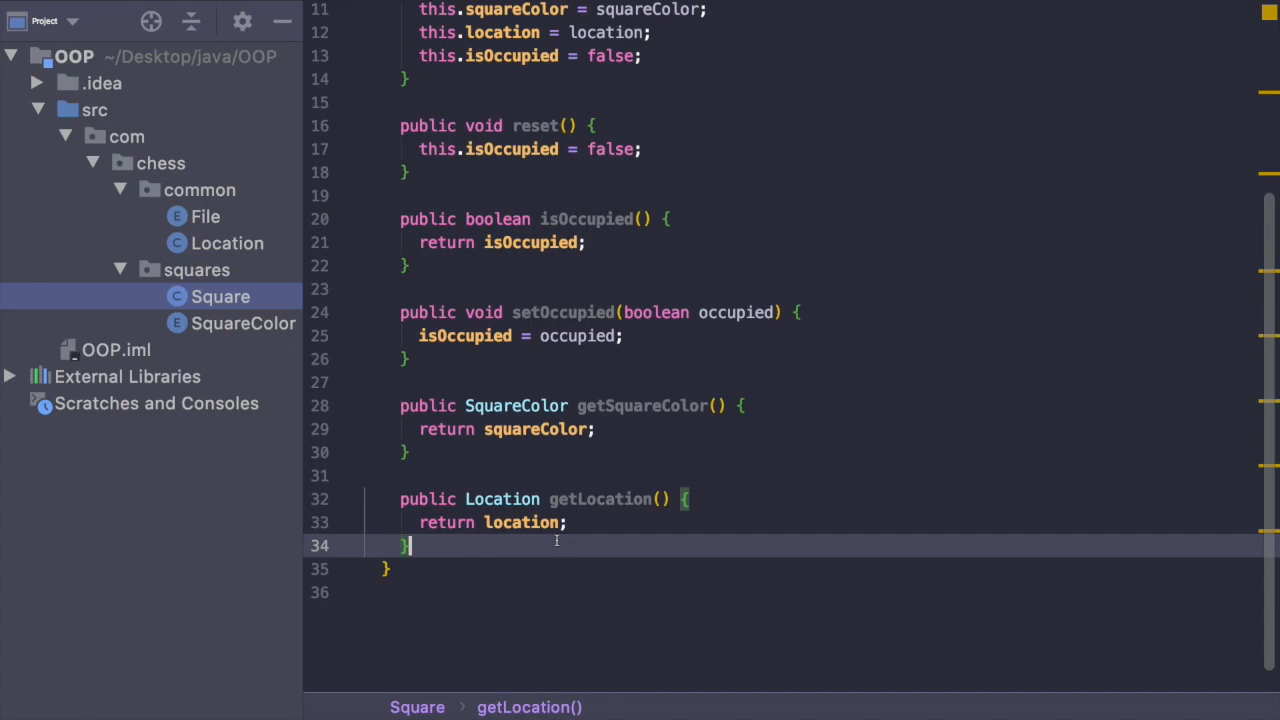 Project
OOP ~/Desktop/java/OOP
.idea
src
com
chess
common
E File
C Location
squares
C Square
E SquareColor
OOP.iml
External Libraries
Scratches and Consoles
11 this.squareColor = squareColor;
12 this.location = location;
13 this.isOccupied = false;
14 }
15
16 public void reset() {
17 this.isOccupied = false;
18 }
19
20 public boolean isOccupied() {
21 return isOccupied;
22 }
23
24 public void setOccupied(boolean occupied) {
25 isOccupied = occupied;
26 }
27
28 public SquareColor getSquareColor() {
29 return squareColor;
30 }
31
32 public Location getLocation() {
33 return location;
34 }
35 }
36
Square › getLocation()